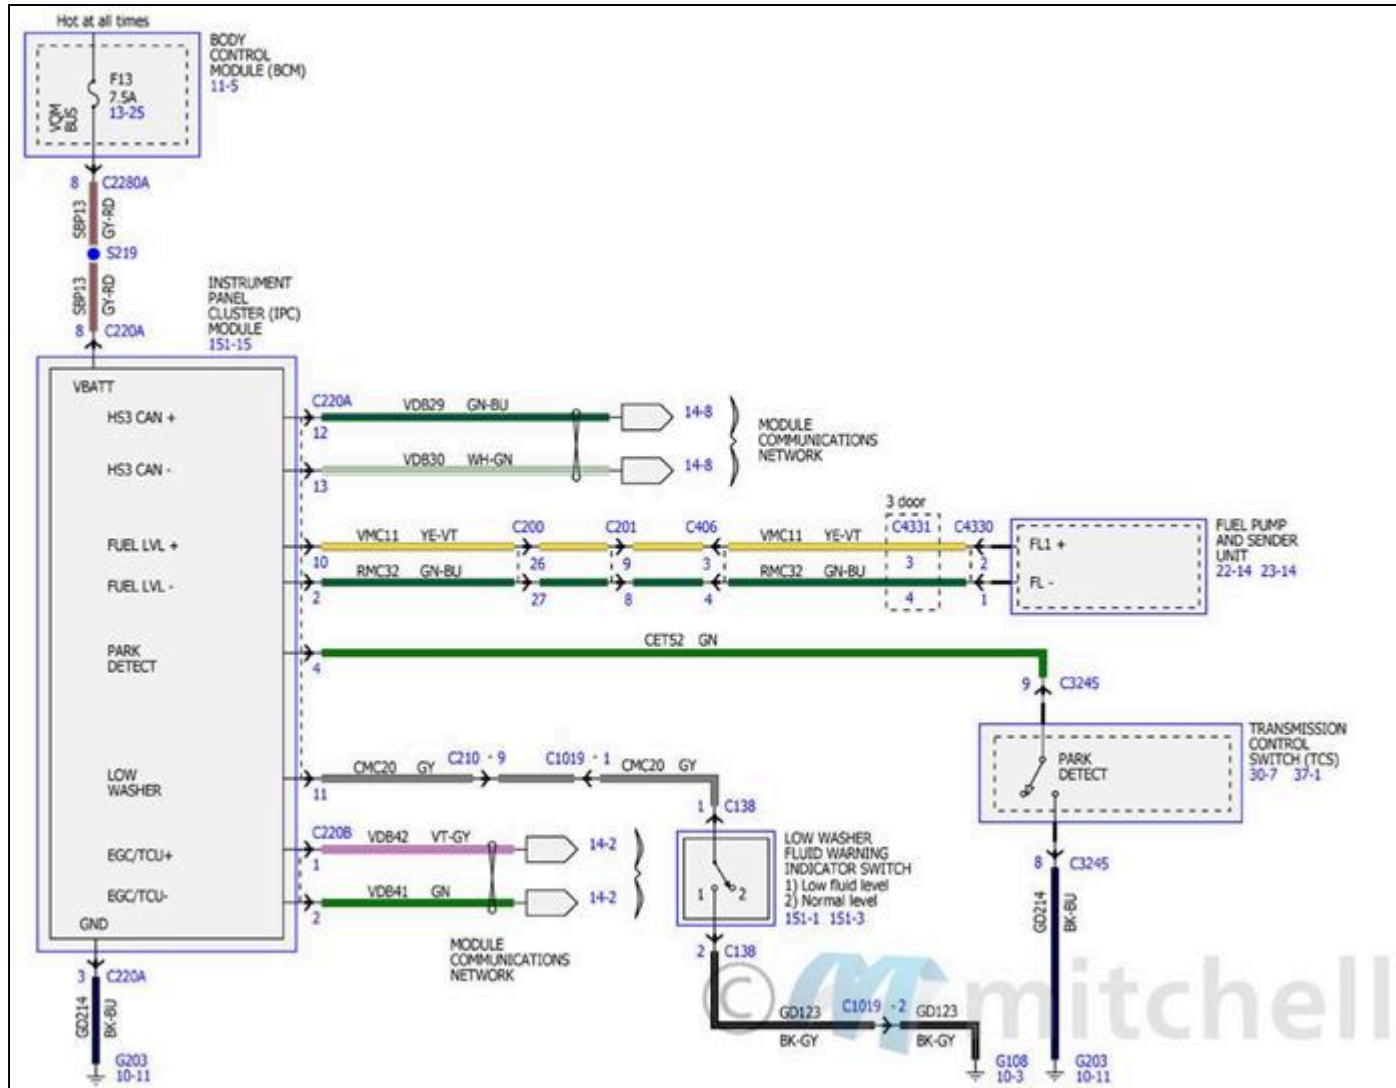 Hot at all times
BODY
CONTROL
MODULE (BCM)
11-5
F13
7.5A
13-25
VQM
BUS
8 C2280A
SBP13
GY-RD
S219
SBP13
GY-RD
8 C220A
INSTRUMENT
PANEL
CLUSTER (IPC)
MODULE
151-15
VBATT
HS3 CAN +
C220A
12
VDB29 GN-BU
14-8
HS3 CAN -
13
VDB30 WH-GN
14-8
MODULE
COMMUNICATIONS
NETWORK
3 door
FUEL LVL +
10
VMC11 YE-VT
C200
26
C201
9
C406
3
VMC11 YE-VT
C4331
3
C4330
2
FL1 +
FUEL PUMP
AND SENDER
UNIT
22-14 23-14
FUEL LVL -
2
RMC32 GN-BU
27
8
4
RMC32 GN-BU
4
1
FL -
PARK
DETECT
4
CET52 GN
9 C3245
TRANSMISSION
CONTROL
SWITCH (TCS)
30-7 37-1
PARK
DETECT
8 C3245
GD214
BK-BU
G203
10-11
LOW
WASHER
11
CMC20 GY
C210 - 9
C1019 - 1
CMC20 GY
1 C138
LOW WASHER
FLUID WARNING
INDICATOR SWITCH
1) Low fluid level
2) Normal level
151-1 151-3
1 2
2 C138
GD123
BK-GY
C1019 - 2
GD123
BK-GY
G108
10-3
EGC/TCU+
C220B
1
VDB42 VT-GY
14-2
EGC/TCU-
2
VDB41 GN
14-2
MODULE
COMMUNICATIONS
NETWORK
GND
3 C220A
GD214
BK-BU
G203
10-11
© mitchell